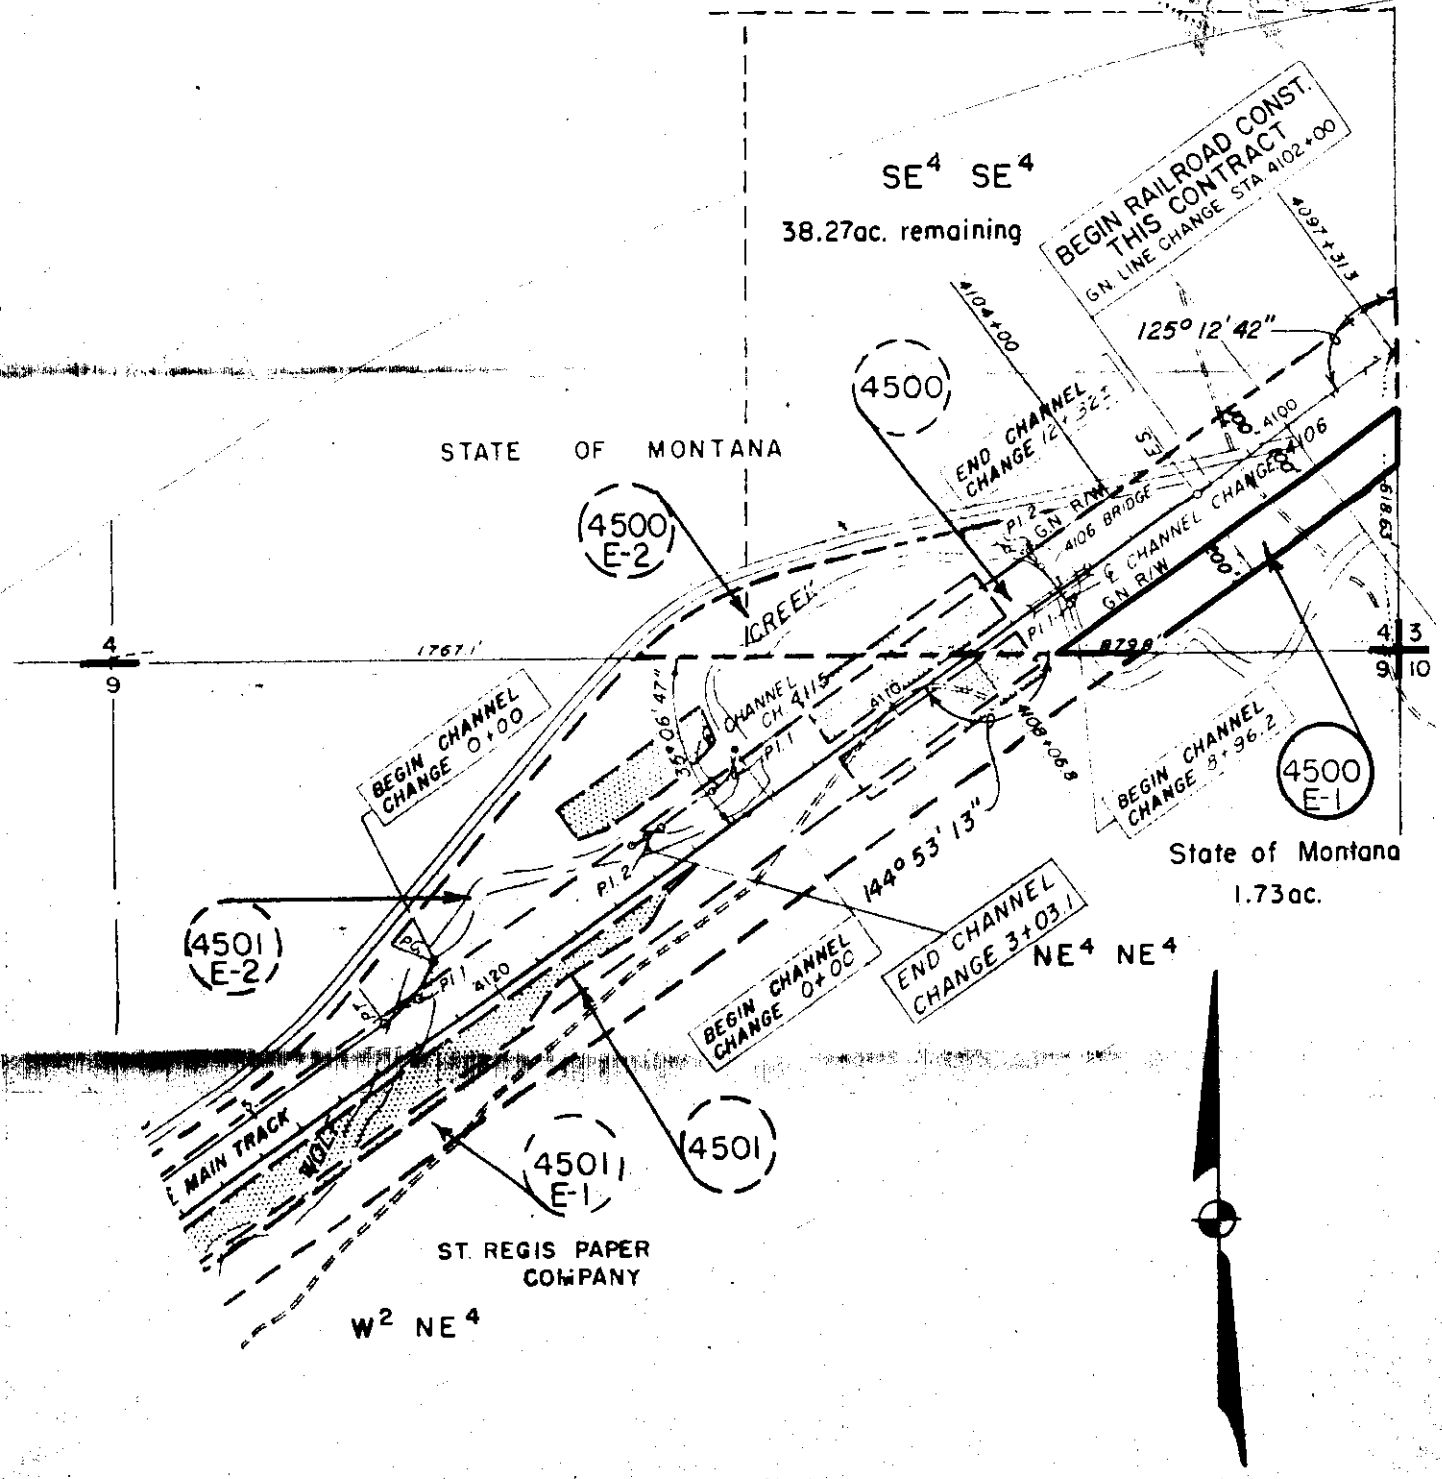 SE⁴ SE⁴
38.27ac. remaining
BEGIN RAILROAD CONST.
THIS CONTRACT
GN. LINE CHANGE STA. 4102+00
4097+31.3
4104+00
125° 12' 42"
4500
END CHANNEL
CHANGE 12+32±
STATE OF MONTANA
4500
E-2
P.I. 2
GN R/W
4106 BRIDGE
4100
℄ CHANNEL CHANGE 4106
GN R/W
618.63
CREEK
P.I. 1
879.8'
1767.1'
4
9
4 3
9 10
35° 06' 47"
CHANNEL
CH 4115
P.I. 1
4110
4108+06.8
BEGIN CHANNEL
CHANGE 0+00
BEGIN CHANNEL
CHANGE 8+96.2
4500
E-1
State of Montana
1.73ac.
144° 53' 13"
P.I. 2
4501
E-2
P.I. 1
4120
END CHANNEL
CHANGE 3+03.1
NE⁴ NE⁴
BEGIN CHANNEL
CHANGE 0+00
℄ MAIN TRACK
WOLF
4501
4501
E-1
ST. REGIS PAPER
COMPANY
W² NE⁴